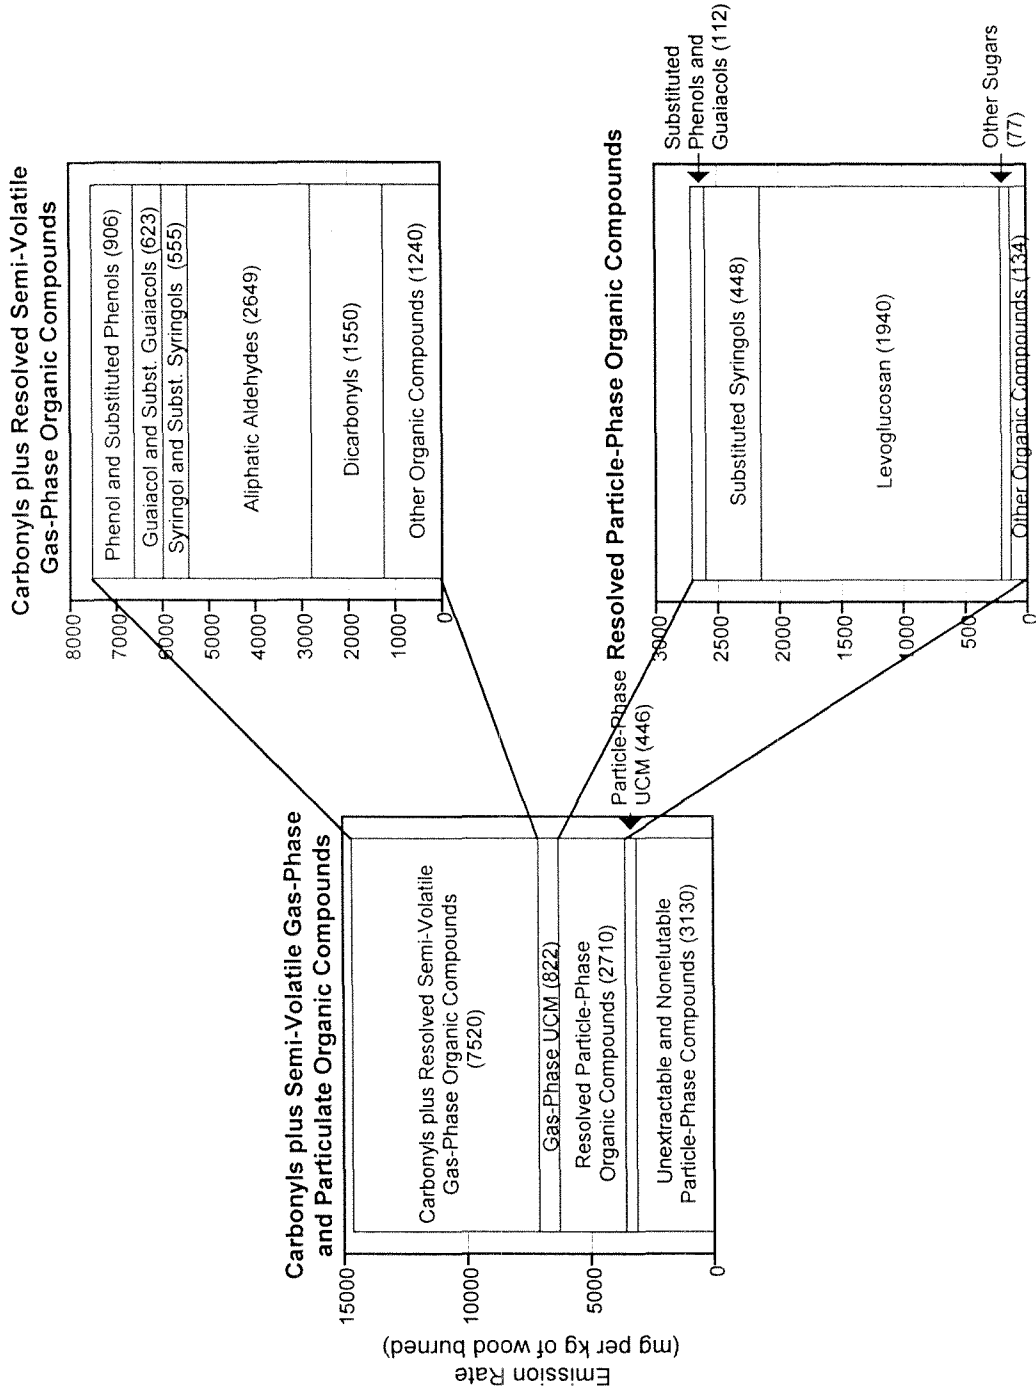 Carbonyls plus Semi-Volatile Gas-Phase
and Particulate Organic Compounds
Emission Rate
(mg per kg of wood burned)
15000
10000
5000
0
Carbonyls plus Resolved Semi-Volatile
Gas-Phase Organic Compounds
(7520)
Gas-Phase UCM (822)
Resolved Particle-Phase
Organic Compounds (2710)
Particle-Phase
UCM (446)
Unextractable and Nonelutable
Particle-Phase Compounds (3130)
Carbonyls plus Resolved Semi-Volatile
Gas-Phase Organic Compounds
8000
7000
6000
5000
4000
3000
2000
1000
0
Phenol and Substituted Phenols (906)
Guaiacol and Subst. Guaiacols (623)
Syringol and Subst. Syringols (555)
Aliphatic Aldehydes (2649)
Dicarbonyls (1550)
Other Organic Compounds (1240)
Resolved Particle-Phase Organic Compounds
3000
2500
2000
1500
1000
500
0
Substituted
Phenols and
Guaiacols (112)
Substituted Syringols (448)
Levoglucosan (1940)
Other Sugars
(77)
Other Organic Compounds (134)